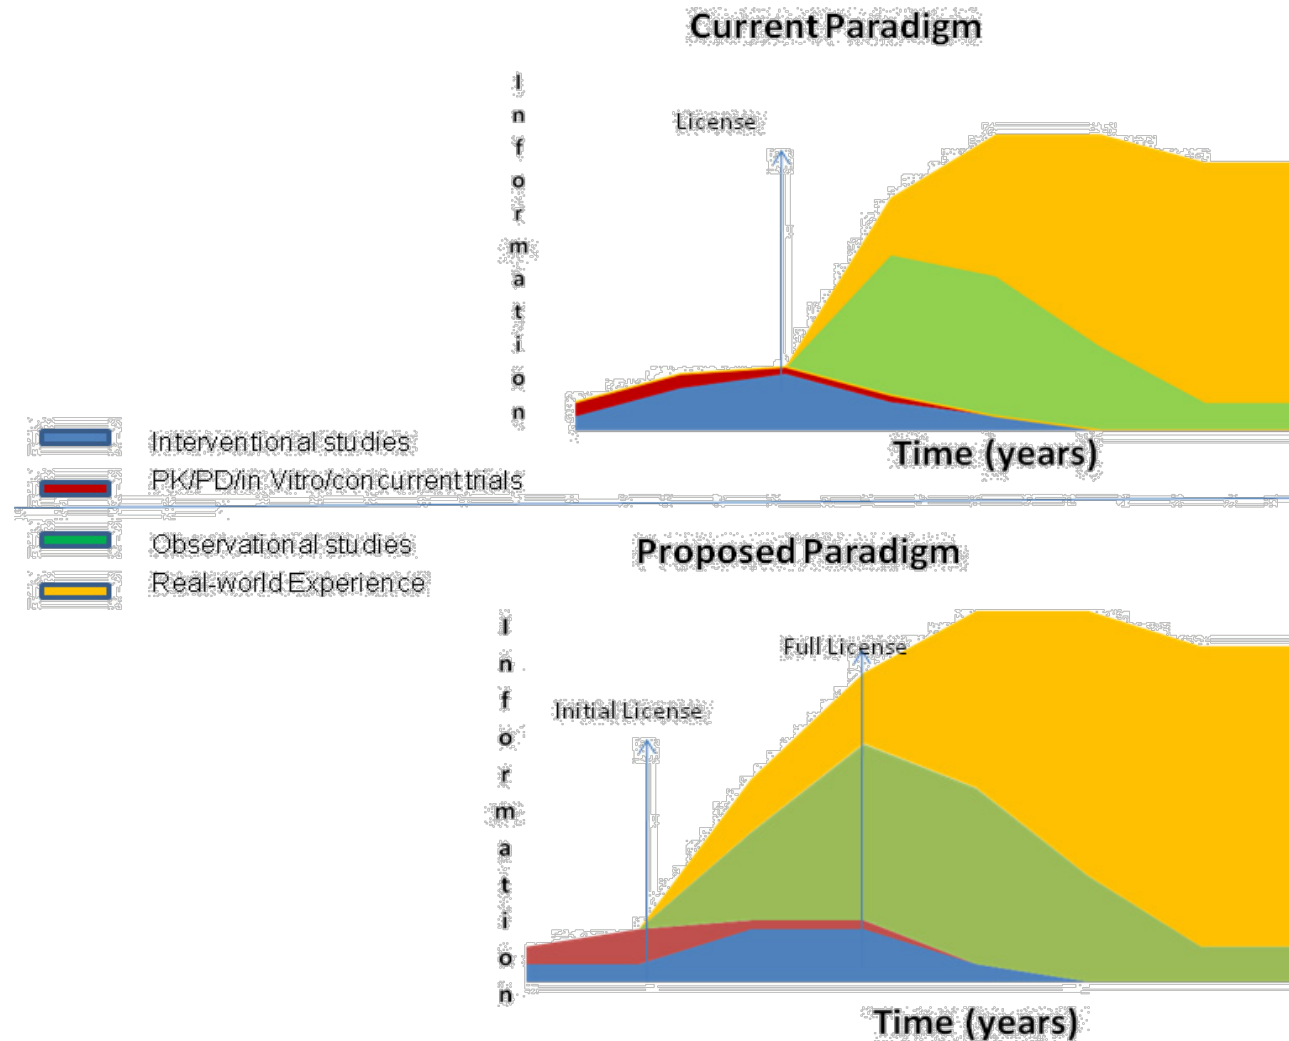 Current Paradigm
License
Information
Time (years)
Interventional studies
PK/PD/in Vitro/concurrent trials
Observational studies
Real-world Experience
Proposed Paradigm
Full License
Initial License
Information
Time (years)